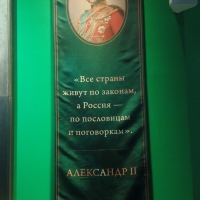 «Все страны
живут по законам,
а Россия —
по пословицам
и поговоркам».
АЛЕКСАНДР II